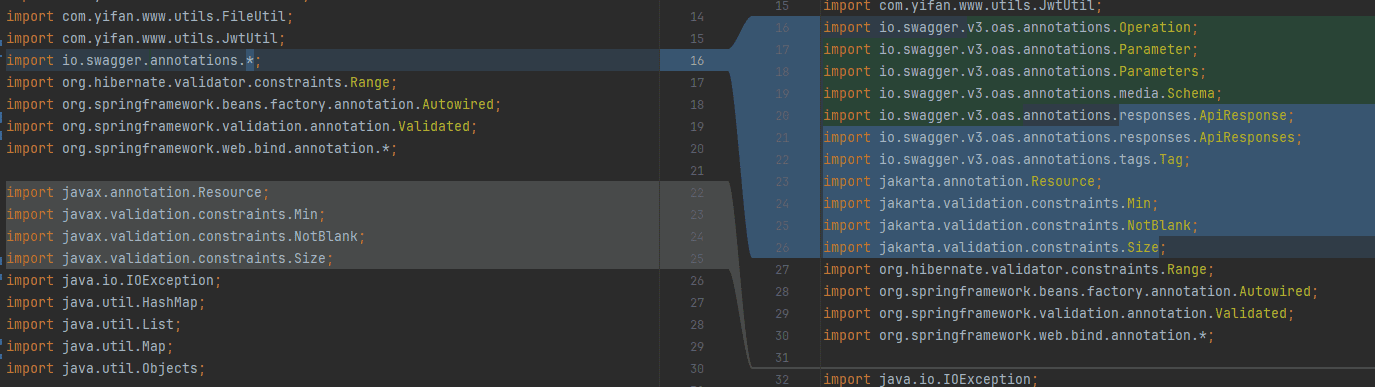 import com.yifan.www.utils.FileUtil;
14
import com.yifan.www.utils.JwtUtil;
15
import io.swagger.annotations.*;
16
import org.hibernate.validator.constraints.Range;
17
import org.springframework.beans.factory.annotation.Autowired;
18
import org.springframework.validation.annotation.Validated;
19
import org.springframework.web.bind.annotation.*;
20
21
import javax.annotation.Resource;
22
import javax.validation.constraints.Min;
23
import javax.validation.constraints.NotBlank;
24
import javax.validation.constraints.Size;
25
import java.io.IOException;
26
import java.util.HashMap;
27
import java.util.List;
28
import java.util.Map;
29
import java.util.Objects;
30
15 import com.yifan.www.utils.JwtUtil;
16 import io.swagger.v3.oas.annotations.Operation;
17 import io.swagger.v3.oas.annotations.Parameter;
18 import io.swagger.v3.oas.annotations.Parameters;
19 import io.swagger.v3.oas.annotations.media.Schema;
20 import io.swagger.v3.oas.annotations.responses.ApiResponse;
21 import io.swagger.v3.oas.annotations.responses.ApiResponses;
22 import io.swagger.v3.oas.annotations.tags.Tag;
23 import jakarta.annotation.Resource;
24 import jakarta.validation.constraints.Min;
25 import jakarta.validation.constraints.NotBlank;
26 import jakarta.validation.constraints.Size;
27 import org.hibernate.validator.constraints.Range;
28 import org.springframework.beans.factory.annotation.Autowired;
29 import org.springframework.validation.annotation.Validated;
30 import org.springframework.web.bind.annotation.*;
31
32 import java.io.IOException;